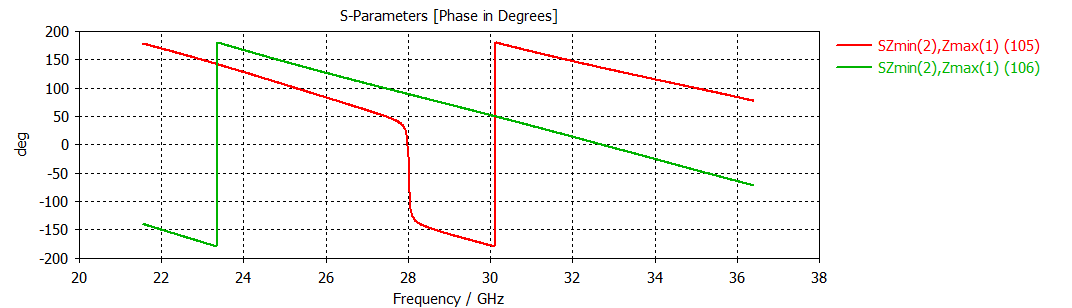 S-Parameters [Phase in Degrees]
200
150
100
50
0
-50
-100
-150
-200
deg
20 22 24 26 28 30 32 34 36 38
Frequency / GHz
SZmin(2),Zmax(1) (105)
SZmin(2),Zmax(1) (106)